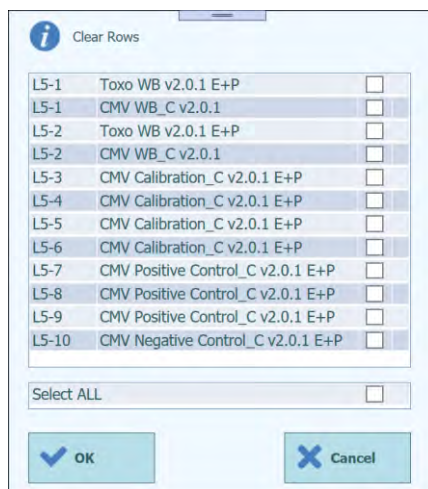 Clear Rows
L5-1 Toxo WB v2.0.1 E+P
L5-1 CMV WB_C v2.0.1
L5-2 Toxo WB v2.0.1 E+P
L5-2 CMV WB_C v2.0.1
L5-3 CMV Calibration_C v2.0.1 E+P
L5-4 CMV Calibration_C v2.0.1 E+P
L5-5 CMV Calibration_C v2.0.1 E+P
L5-6 CMV Calibration_C v2.0.1 E+P
L5-7 CMV Positive Control_C v2.0.1 E+P
L5-8 CMV Positive Control_C v2.0.1 E+P
L5-9 CMV Positive Control_C v2.0.1 E+P
L5-10 CMV Negative Control_C v2.0.1 E+P
Select ALL
OK Cancel